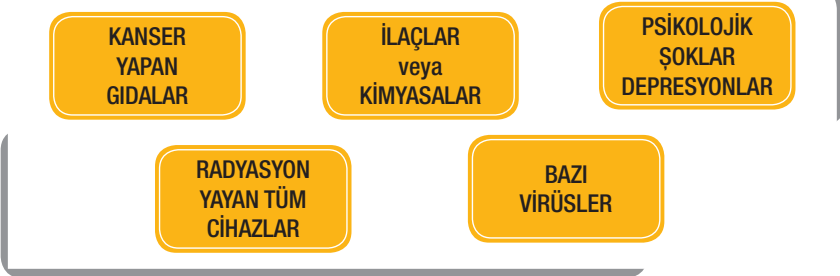 KANSER
YAPAN
GIDALAR
İLAÇLAR
veya
KİMYASALAR
PSİKOLOJİK
ŞOKLAR
DEPRESYONLAR
RADYASYON
YAYAN TÜM
CİHAZLAR
BAZI
VİRÜSLER